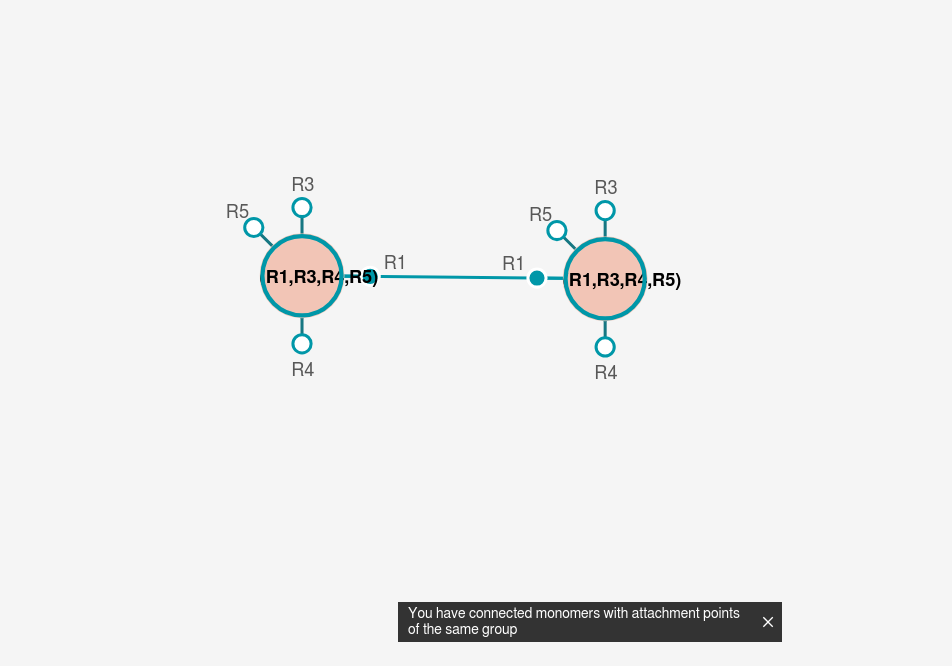 R3
R3
R5
R5
R1
R1
(R1,R3,R4,R5)
R1,R3,R4,R5)
R4
R4
You have connected monomers with attachment points
of the same group